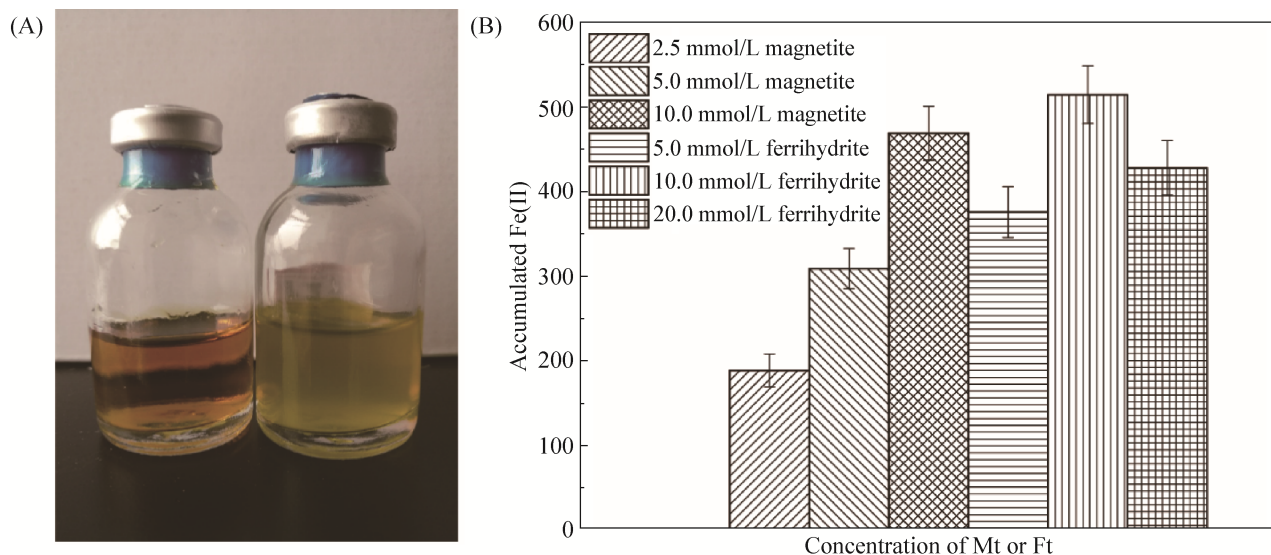 (A)
(B)
600
500
400
300
200
100
0
Accumulated Fe(II)
2.5 mmol/L magnetite
5.0 mmol/L magnetite
10.0 mmol/L magnetite
5.0 mmol/L ferrihydrite
10.0 mmol/L ferrihydrite
20.0 mmol/L ferrihydrite
Concentration of Mt or Ft